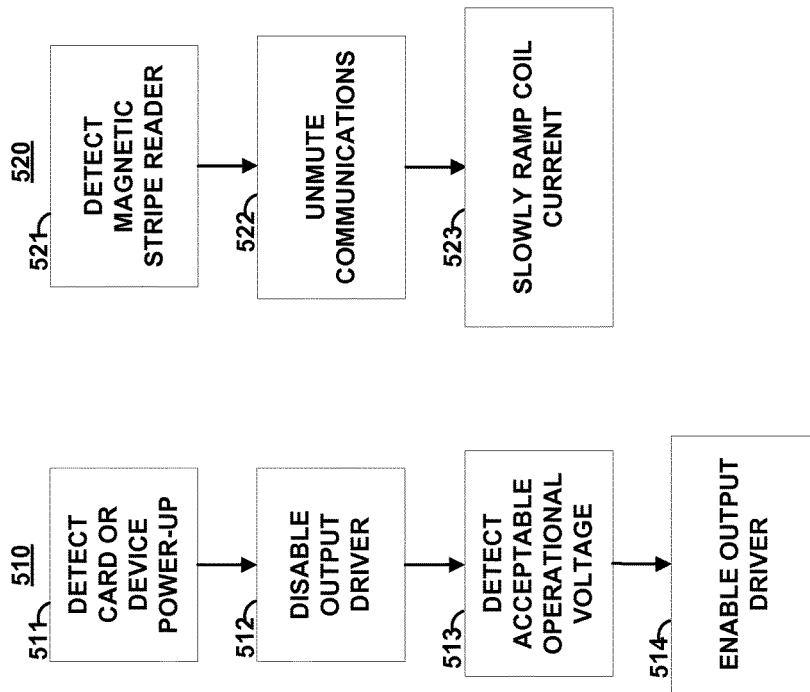 510
511
DETECT
CARD OR
DEVICE
POWER-UP
512
DISABLE
OUTPUT
DRIVER
513
DETECT
ACCEPTABLE
OPERATIONAL
VOLTAGE
514
ENABLE OUTPUT
DRIVER
520
521
DETECT
MAGNETIC
STRIPE READER
522
UNMUTE
COMMUNICATIONS
523
SLOWLY RAMP COIL
CURRENT